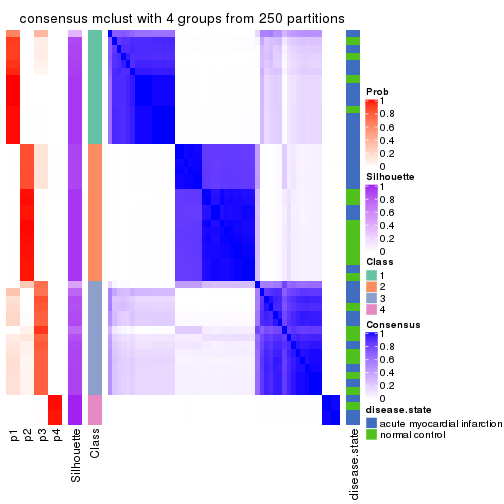 consensus mclust with 4 groups from 250 partitions
Prob
1
0.8
0.6
0.4
0.2
0
Silhouette
1
0.8
0.6
0.4
0.2
0
Class
1
2
3
4
Consensus
1
0.8
0.6
0.4
0.2
0
disease.state
acute myocardial infarction
normal control
p1
p2
p3
p4
Silhouette
Class
disease.state